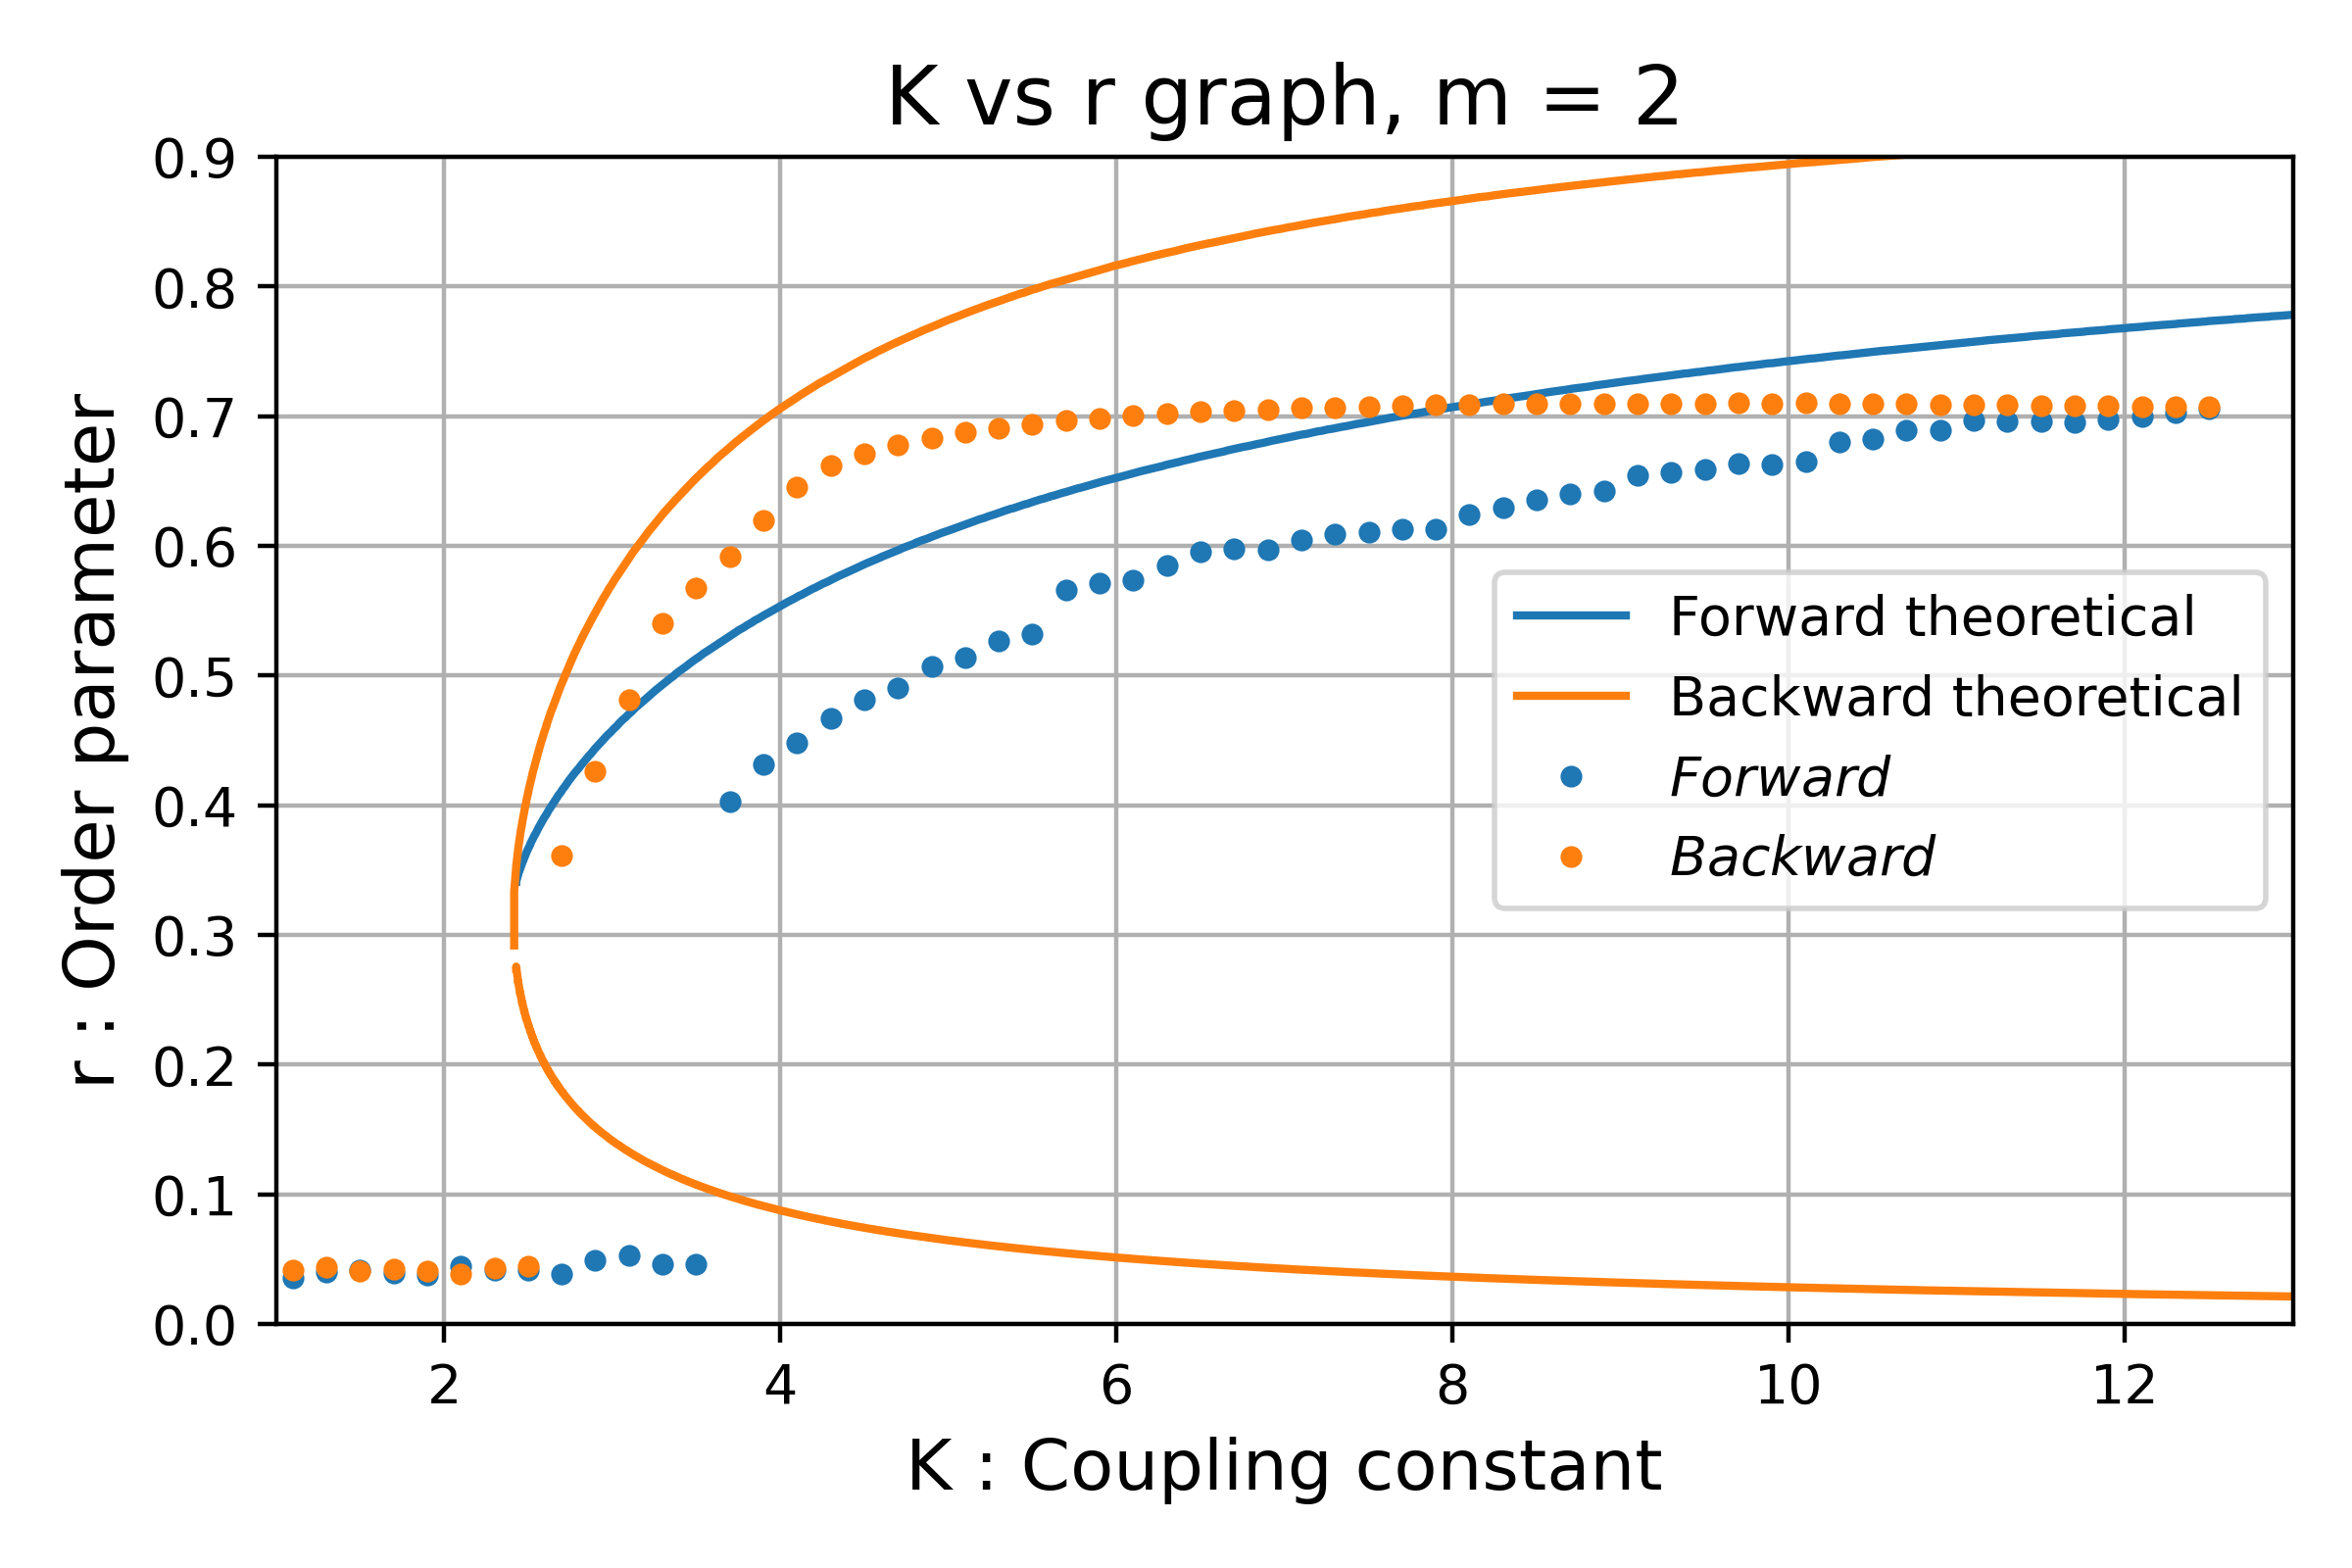 K vs r graph, m = 2
r : Order parameter
0.9
0.8
0.7
0.6
0.5
0.4
0.3
0.2
0.1
0.0
Forward theoretical
Backward theoretical
Forward
Backward
2 4 6 8 10 12
K : Coupling constant